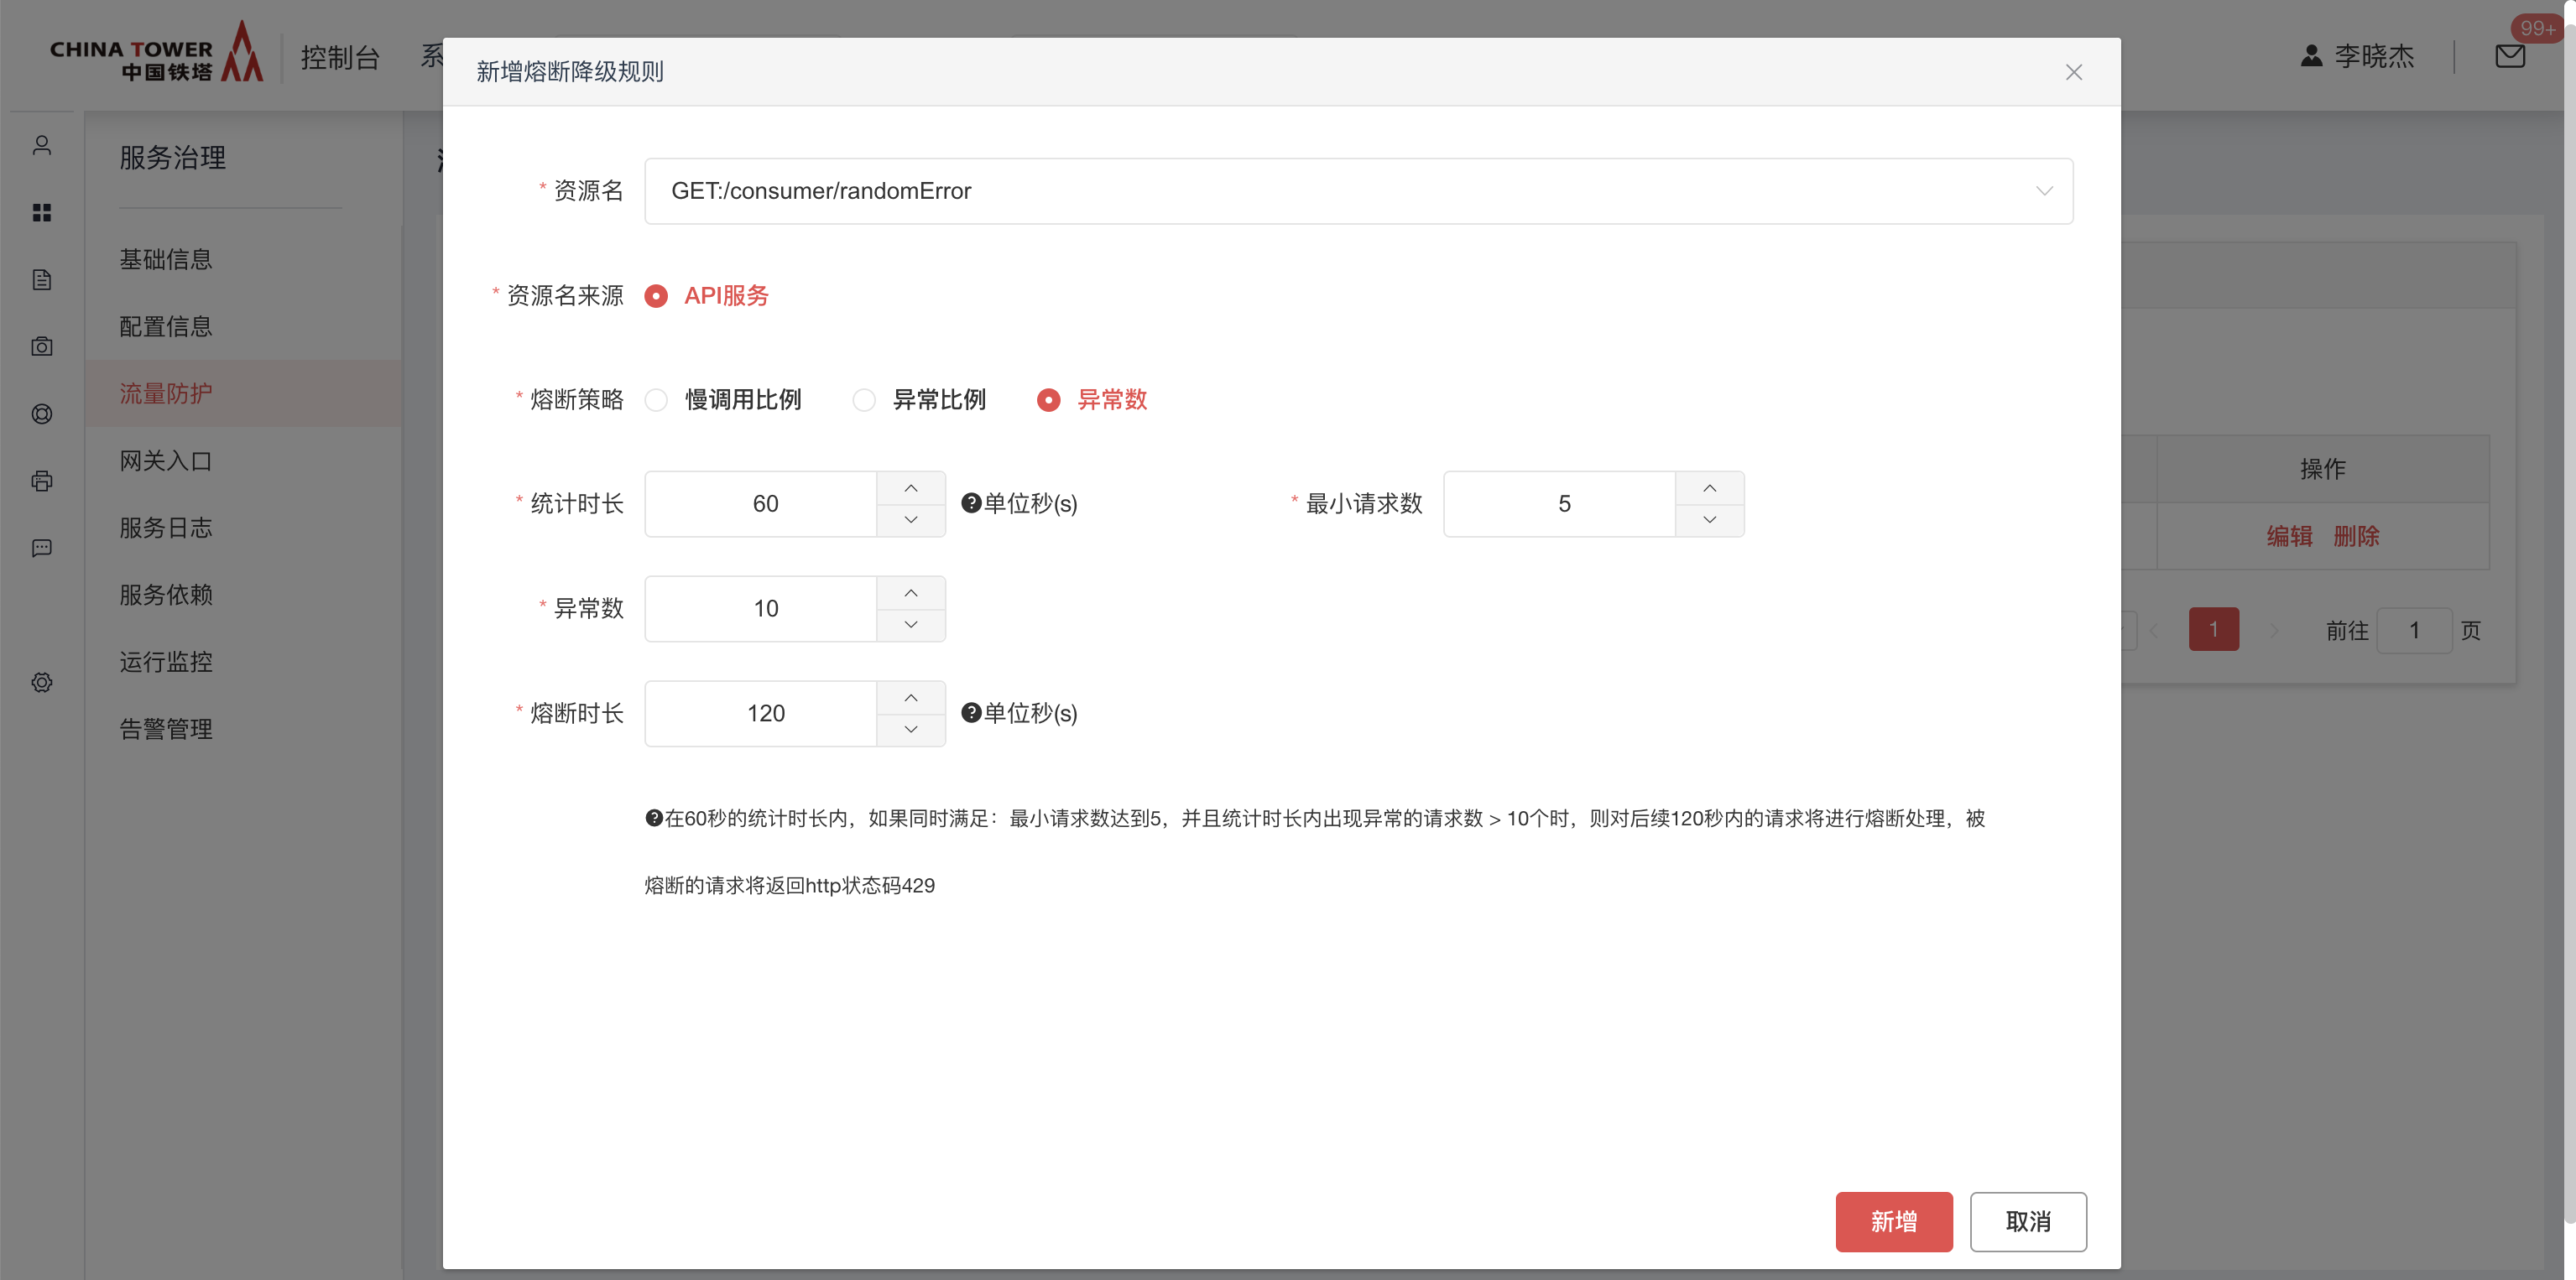 CHINA TOWER
中国铁塔
控制台
李晓杰
99+
服务治理
基础信息
配置信息
流量防护
网关入口
服务日志
服务依赖
运行监控
告警管理
新增熔断降级规则
* 资源名 GET:/consumer/randomError
* 资源名来源 API服务
* 熔断策略 慢调用比例 异常比例 异常数
* 统计时长 60 ?单位秒(s) * 最小请求数 5
* 异常数 10
* 熔断时长 120 ?单位秒(s)
?在60秒的统计时长内，如果同时满足：最小请求数达到5，并且统计时长内出现异常的请求数 > 10个时，则对后续120秒内的请求将进行熔断处理，被
熔断的请求将返回http状态码429
新增 取消
操作
编辑 删除
1 前往 1 页